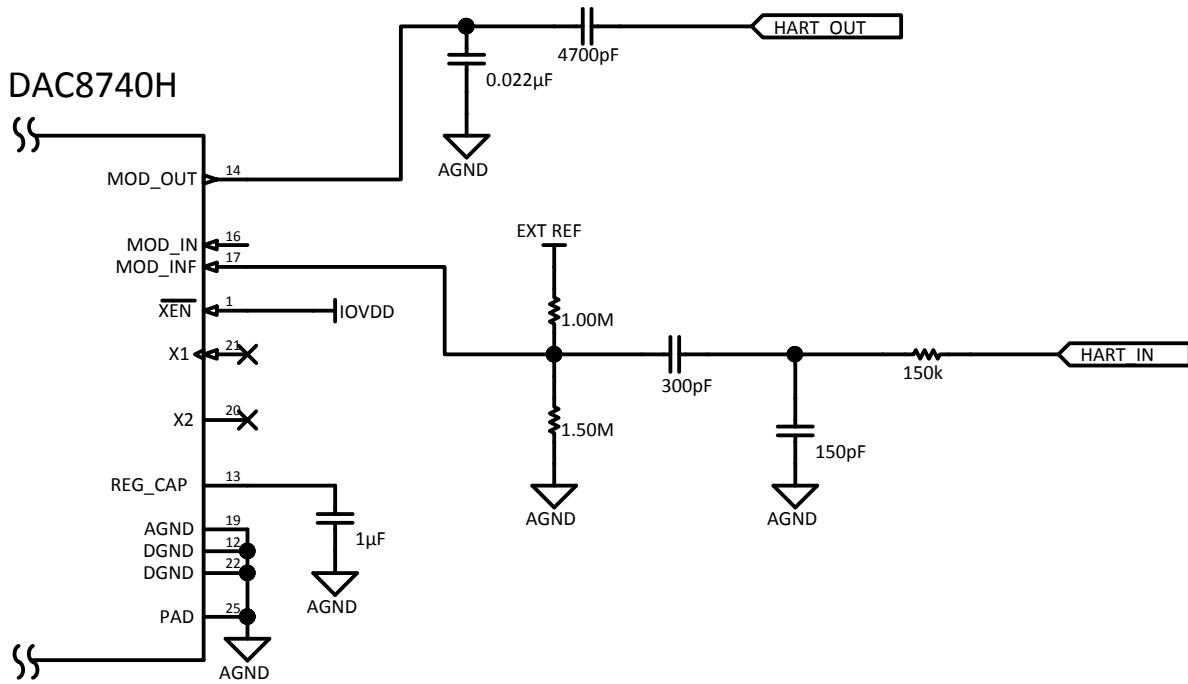 HART_OUT
4700pF
0.022µF
DAC8740H
AGND
MOD_OUT
14
MOD_IN
16
EXT REF
MOD_INF
17
XEN
1
IOVDD
1.00M
X1
21
HART_IN
300pF
150k
X2
20
1.50M
150pF
REG_CAP
13
AGND
AGND
AGND
19
1µF
DGND
12
DGND
22
AGND
PAD
25
AGND